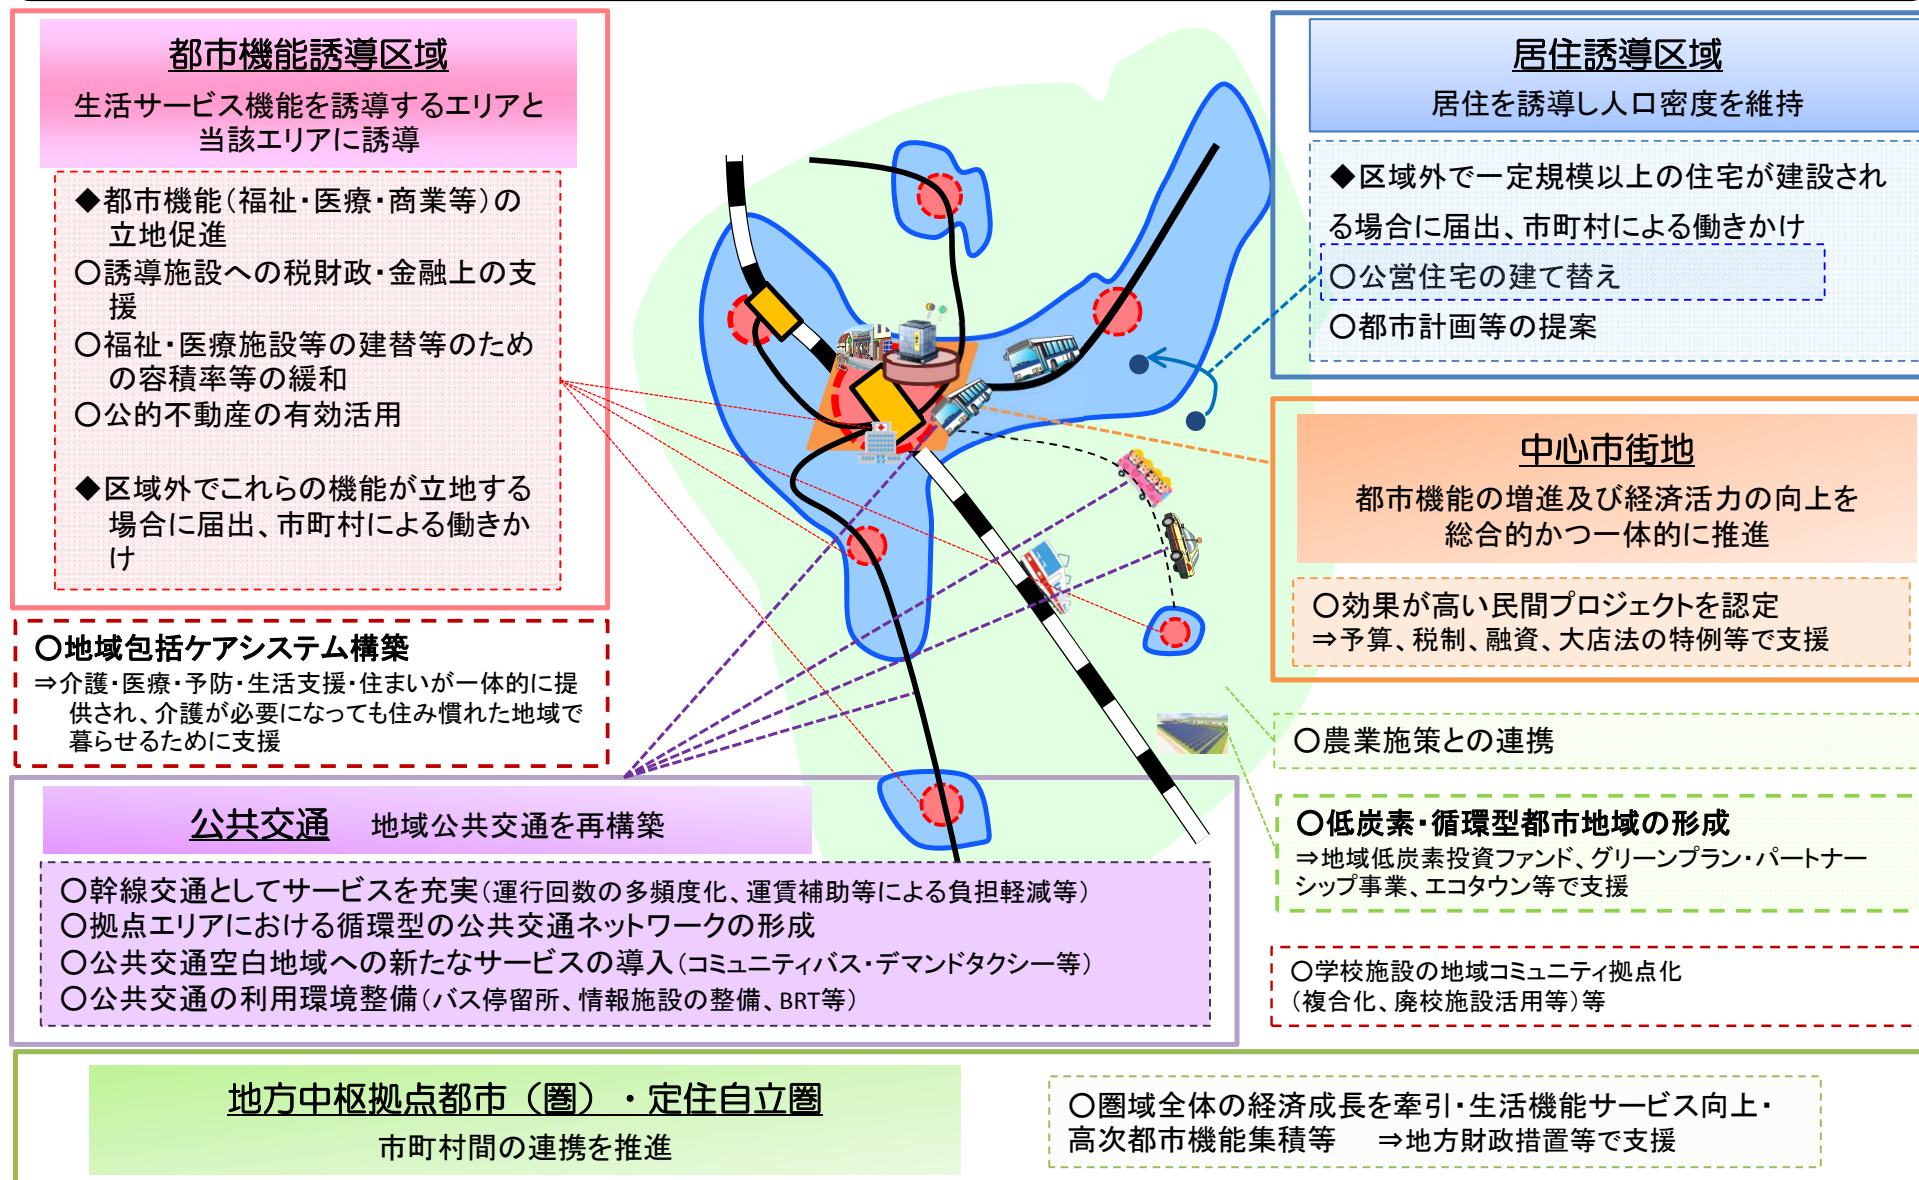 都市機能誘導区域
生活サービス機能を誘導するエリアと
当該エリアに誘導
◆都市機能（福祉・医療・商業等）の
立地促進
○誘導施設への税財政・金融上の支
援
○福祉・医療施設等の建替等のため
の容積率等の緩和
○公的不動産の有効活用
◆区域外でこれらの機能が立地する
場合に届出、市町村による働きか
け
○地域包括ケアシステム構築
⇒介護・医療・予防・生活支援・住まいが一体的に提
供され、介護が必要になっても住み慣れた地域で
暮らせるために支援
居住誘導区域
居住を誘導し人口密度を維持
◆区域外で一定規模以上の住宅が建設され
る場合に届出、市町村による働きかけ
○公営住宅の建て替え
○都市計画等の提案
中心市街地
都市機能の増進及び経済活力の向上を
総合的かつ一体的に推進
○効果が高い民間プロジェクトを認定
⇒予算、税制、融資、大店法の特例等で支援
○農業施策との連携
○低炭素・循環型都市地域の形成
⇒地域低炭素投資ファンド、グリーンプラン・パートナー
シップ事業、エコタウン等で支援
○学校施設の地域コミュニティ拠点化
（複合化、廃校施設活用等）等
公共交通　地域公共交通を再構築
○幹線交通としてサービスを充実（運行回数の多頻度化、運賃補助等による負担軽減等）
○拠点エリアにおける循環型の公共交通ネットワークの形成
○公共交通空白地域への新たなサービスの導入（コミュニティバス・デマンドタクシー等）
○公共交通の利用環境整備（バス停留所、情報施設の整備、BRT等）
地方中枢拠点都市（圏）・定住自立圏
市町村間の連携を推進
○圏域全体の経済成長を牽引・生活機能サービス向上・
高次都市機能集積等　⇒地方財政措置等で支援